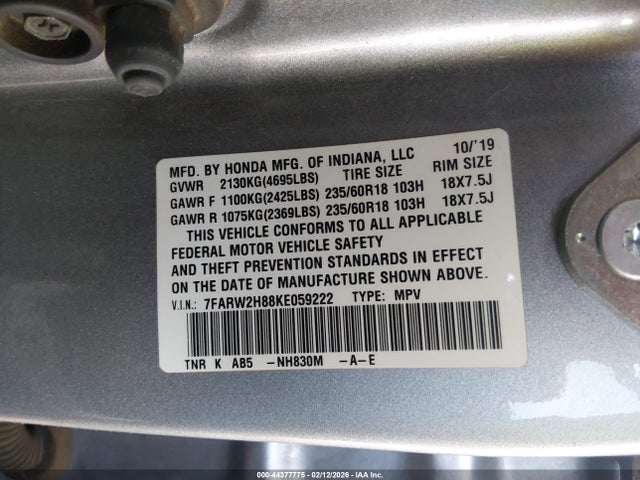 MFD. BY HONDA MFG. OF INDIANA, LLC 10/'19
GVWR 2130KG(4695LBS) TIRE SIZE RIM SIZE
GAWR F 1100KG(2425LBS) 235/60R18 103H 18X7.5J
GAWR R 1075KG(2369LBS) 235/60R18 103H 18X7.5J
THIS VEHICLE CONFORMS TO ALL APPLICABLE
FEDERAL MOTOR VEHICLE SAFETY
AND THEFT PREVENTION STANDARDS IN EFFECT
ON THE DATE OF MANUFACTURE SHOWN ABOVE.
V.I.N.: 7FARW2H88KE059222 TYPE: MPV
TNR K AB5 -NH830M -A-E
000-44377775 - 02/12/2026 - IAA Inc.